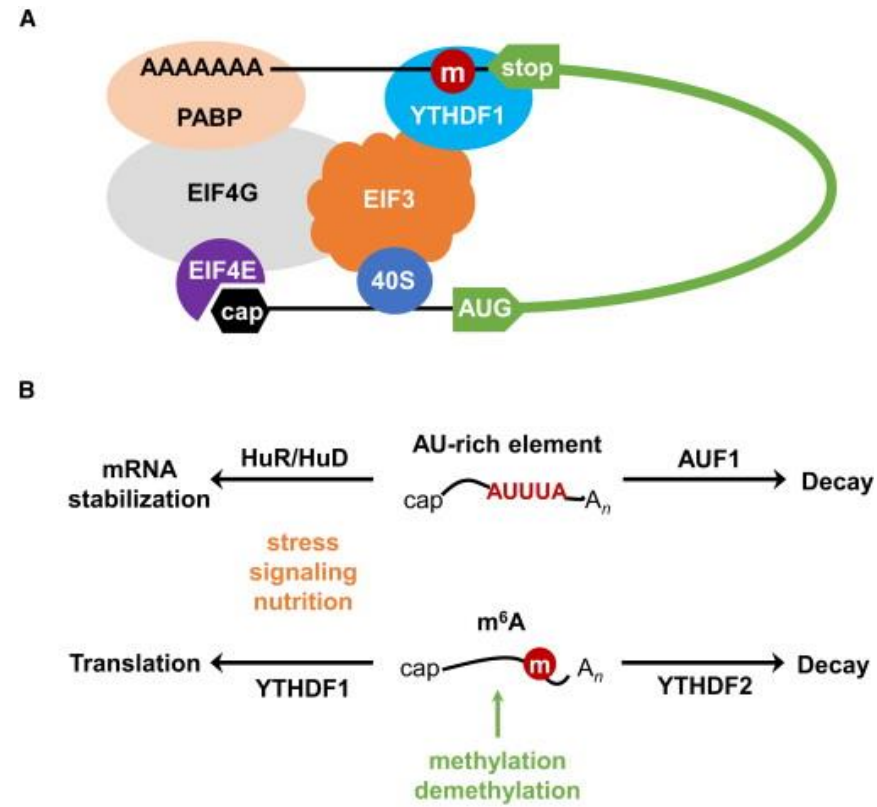 A
AAAAAAA
m
stop
PABP
YTHDF1
EIF4G
EIF3
EIF4E
40S
cap
AUG
B
mRNA
stabilization
HuR/HuD
AU-rich element
cap
AUUUA
Aₙ
AUF1
Decay
stress
signaling
nutrition
m⁶A
Translation
YTHDF1
cap
m
Aₙ
YTHDF2
Decay
methylation
demethylation